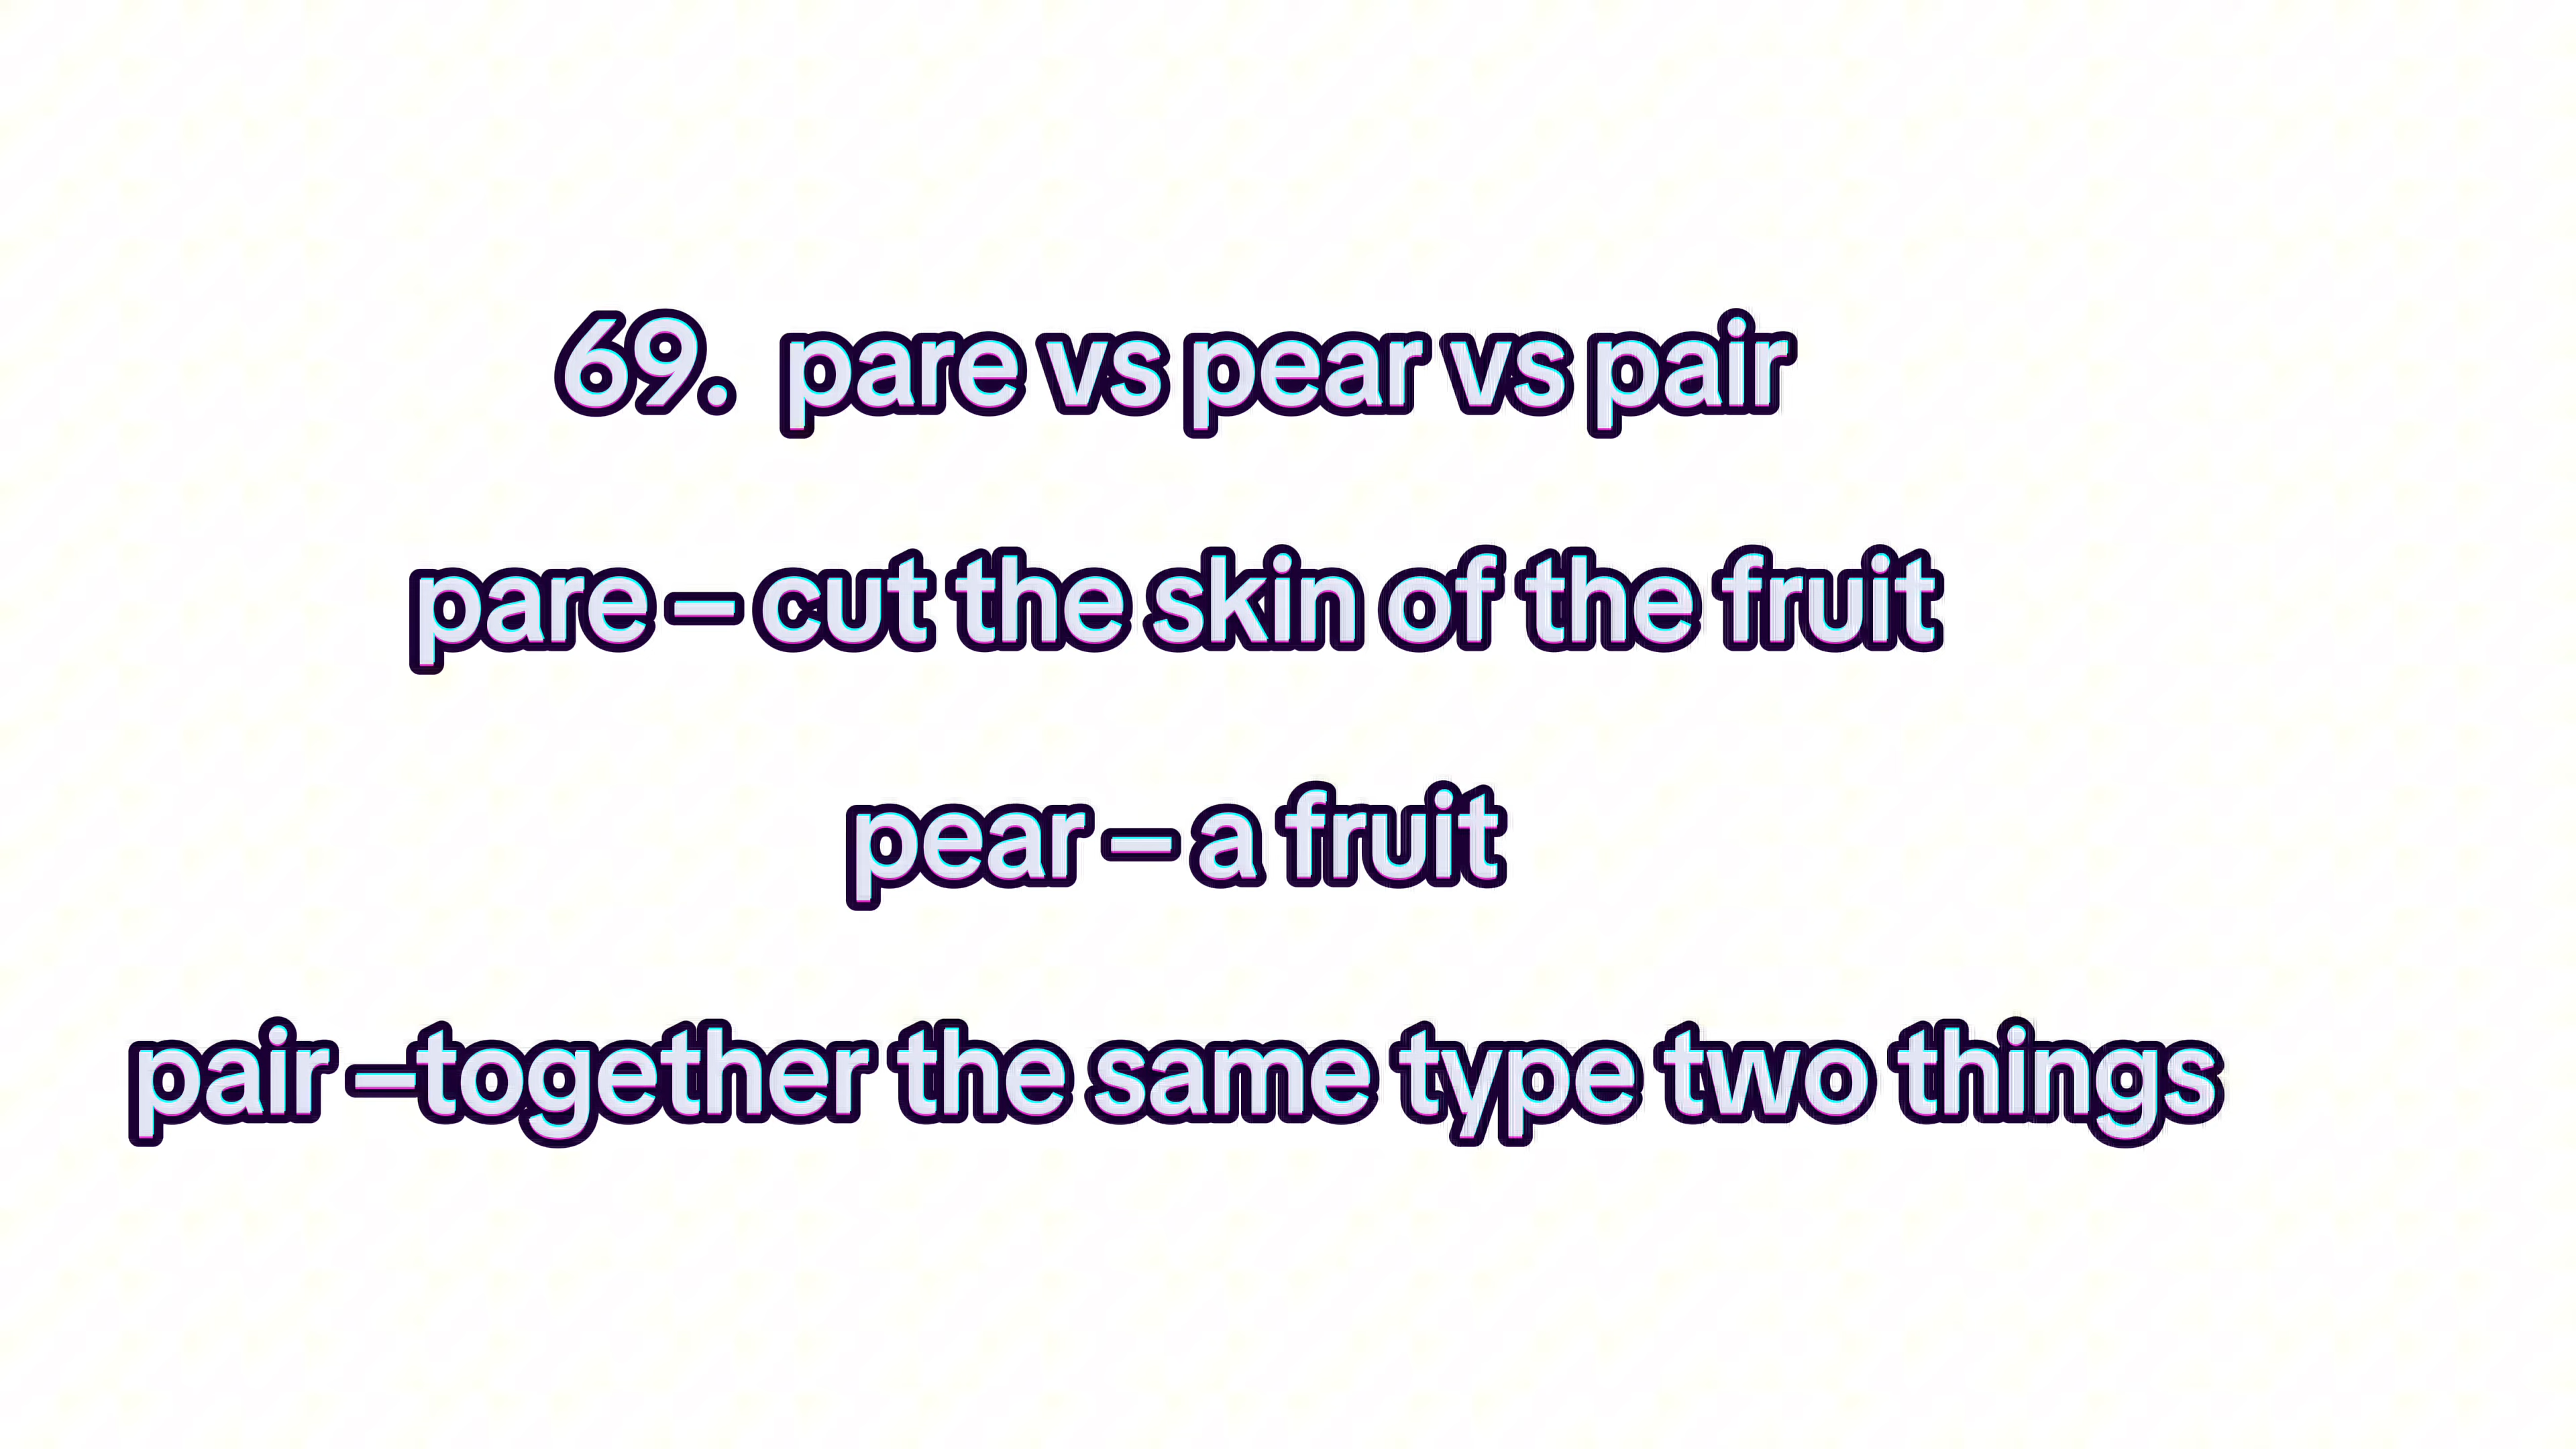 69. pare vs pear vs pair
pare – cut the skin of the fruit
pear – a fruit
pair –together the same type two things